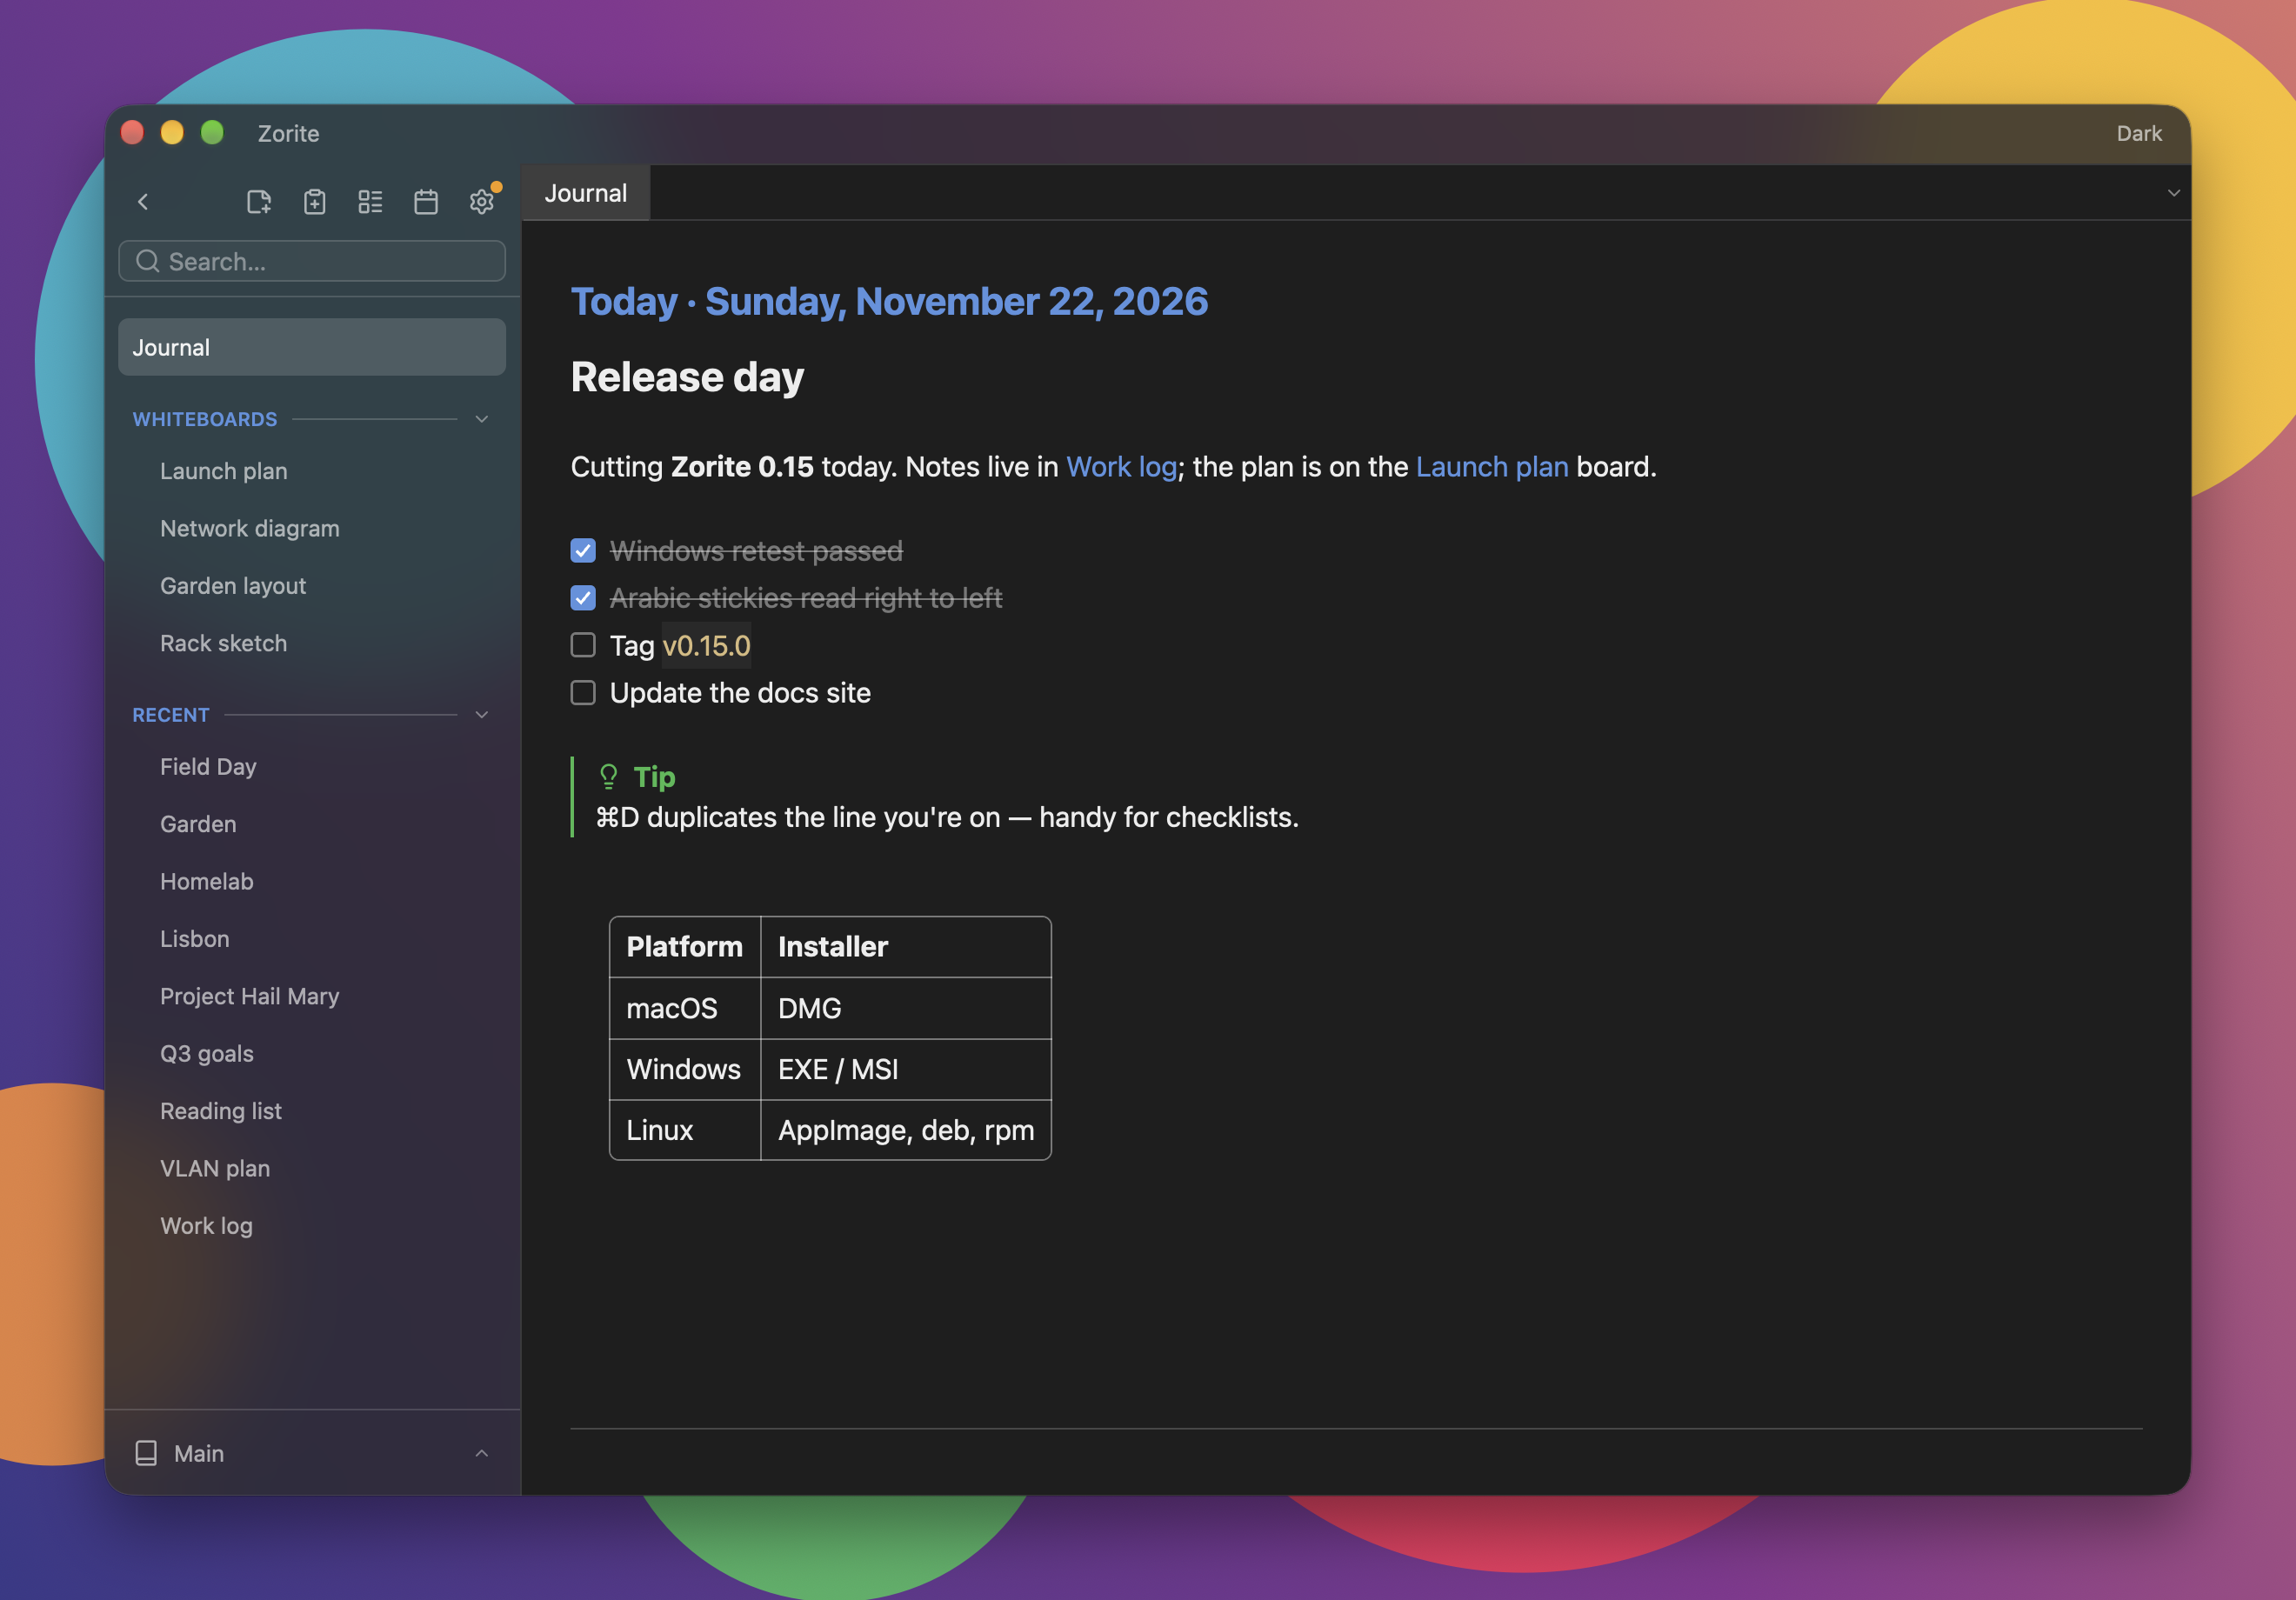 Zorite
Dark
Search...
Journal
WHITEBOARDS
Launch plan
Network diagram
Garden layout
Rack sketch
RECENT
Field Day
Garden
Homelab
Lisbon
Project Hail Mary
Q3 goals
Reading list
VLAN plan
Work log
Main
Journal
Today · Sunday, November 22, 2026
Release day
Cutting Zorite 0.15 today. Notes live in Work log; the plan is on the Launch plan board.
Windows retest passed
Arabic stickies read right to left
Tag v0.15.0
Update the docs site
Tip
⌘D duplicates the line you're on — handy for checklists.
Platform Installer
macOS DMG
Windows EXE / MSI
Linux AppImage, deb, rpm